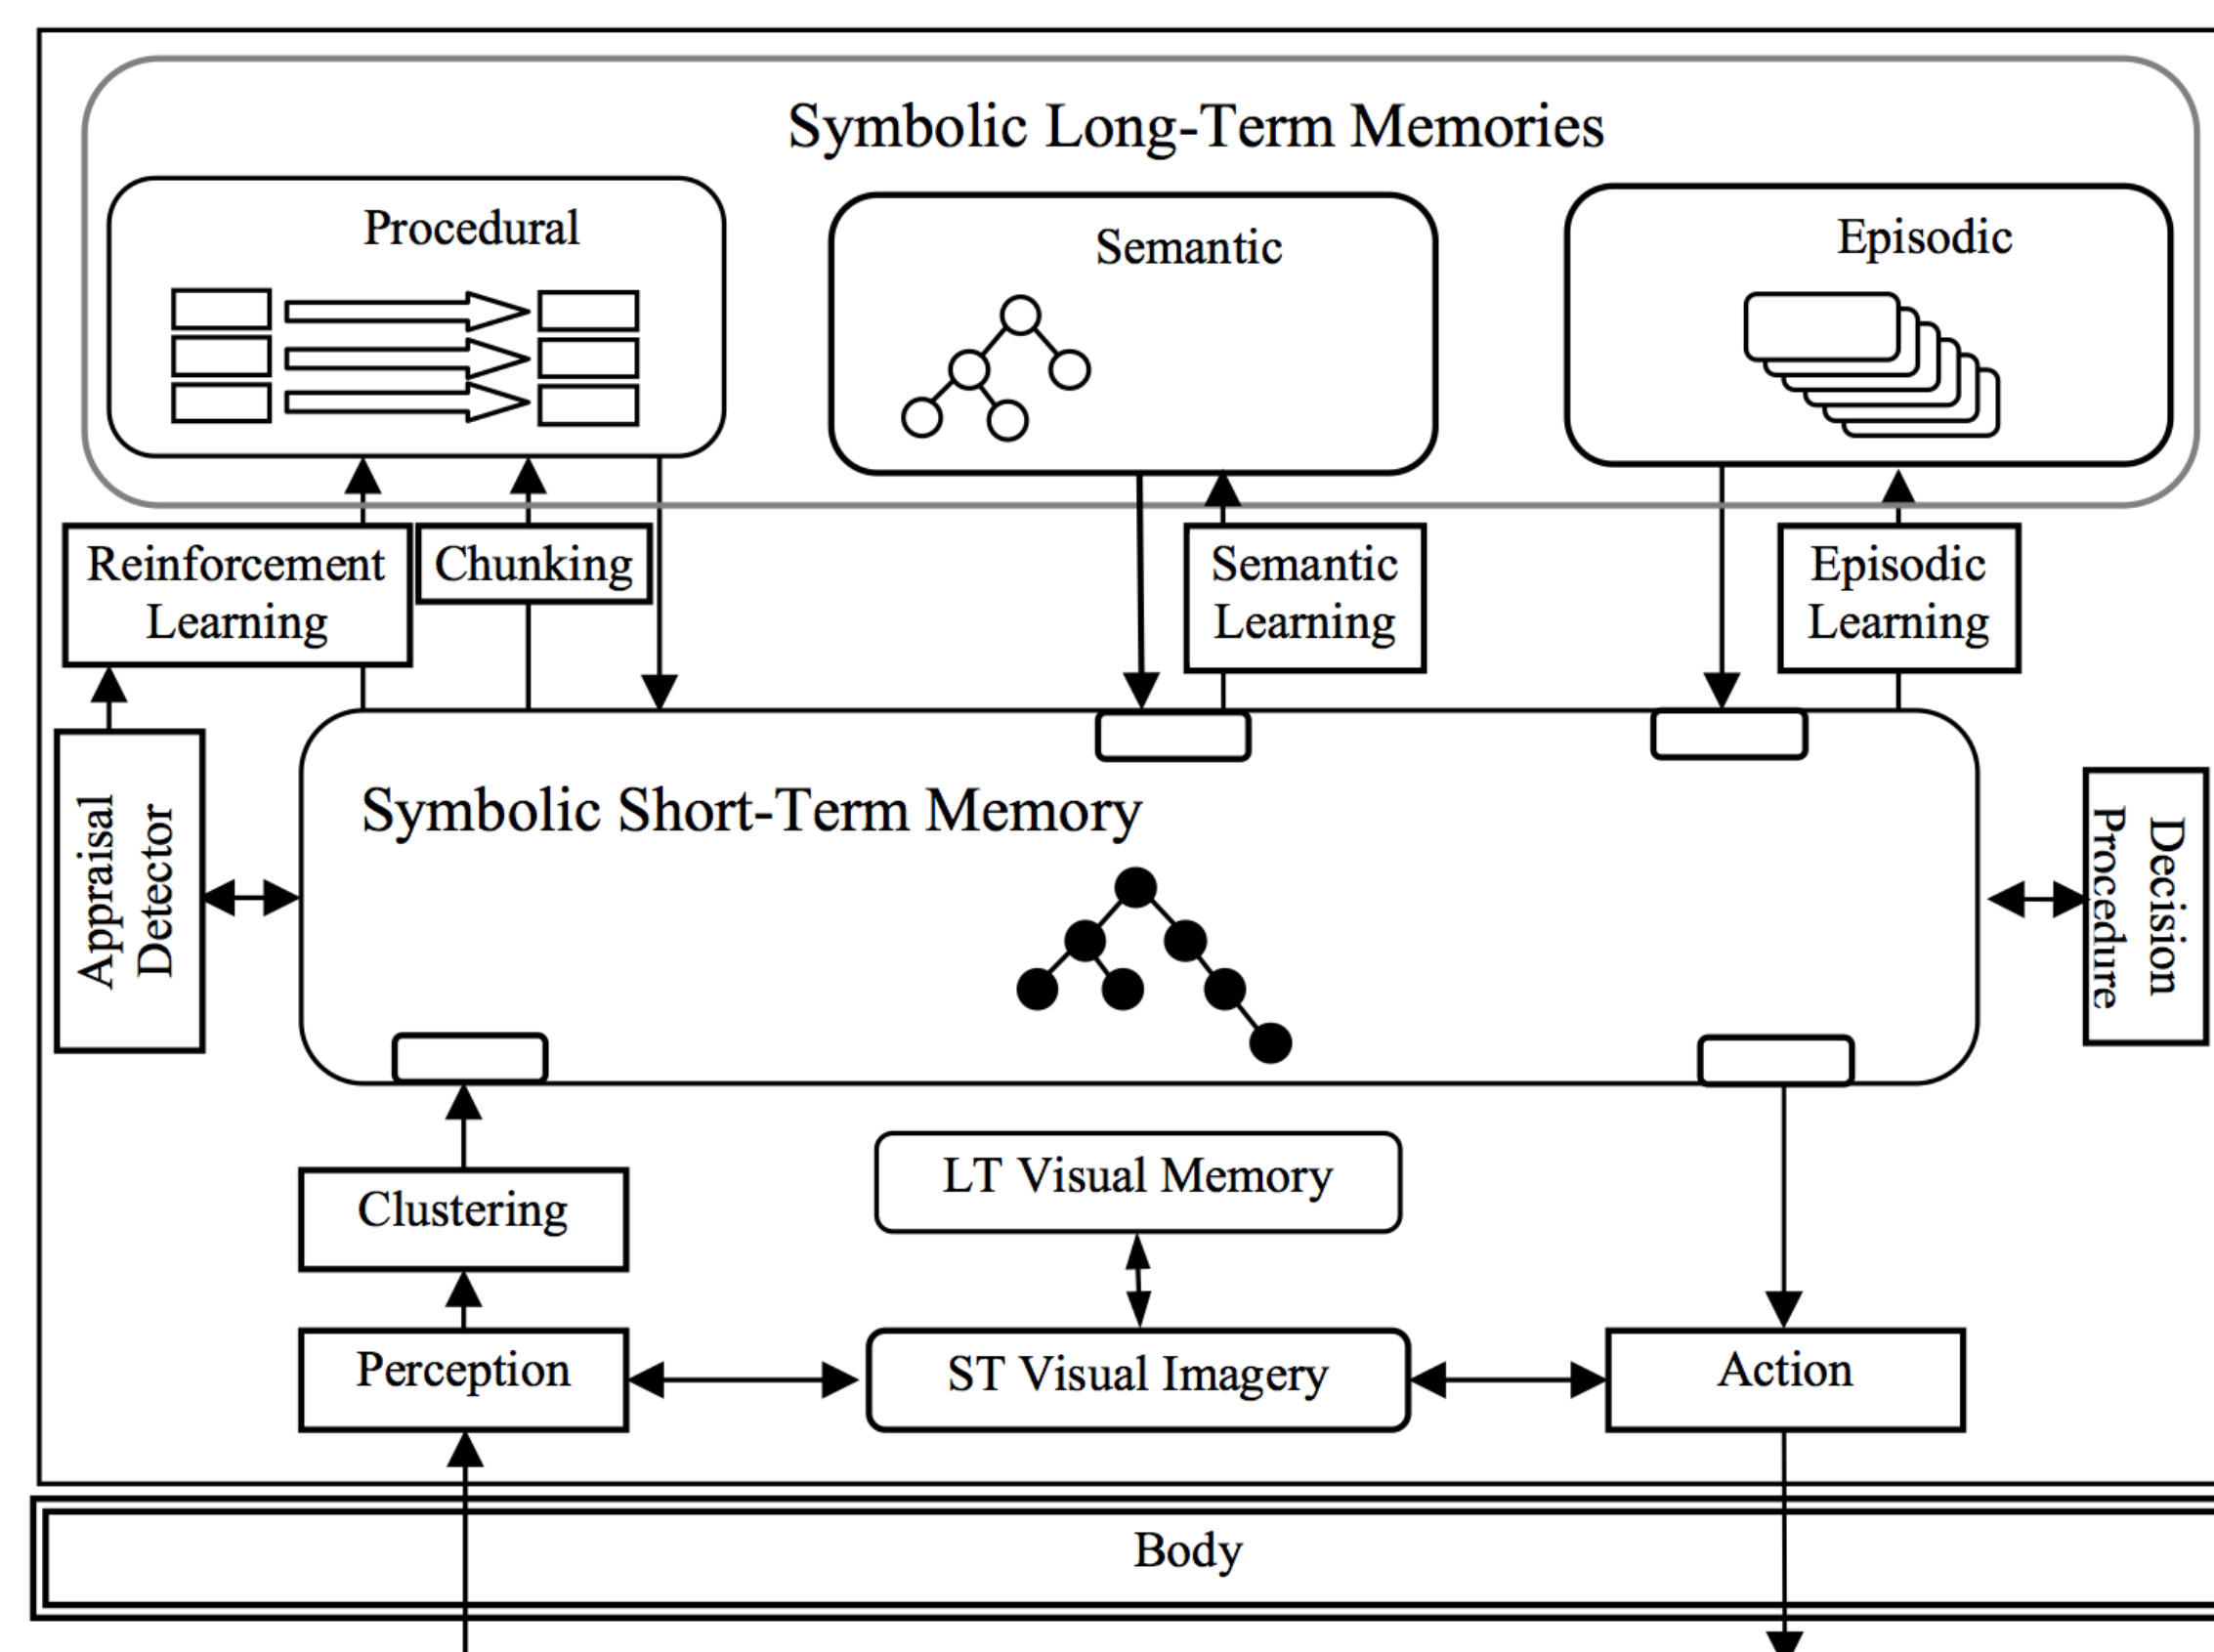 Symbolic Long-Term Memories
Procedural
Semantic
Episodic
Reinforcement
Learning
Chunking
Semantic
Learning
Episodic
Learning
Appraisal
Detector
Symbolic Short-Term Memory
Decision
Procedure
Clustering
LT Visual Memory
Perception
ST Visual Imagery
Action
Body